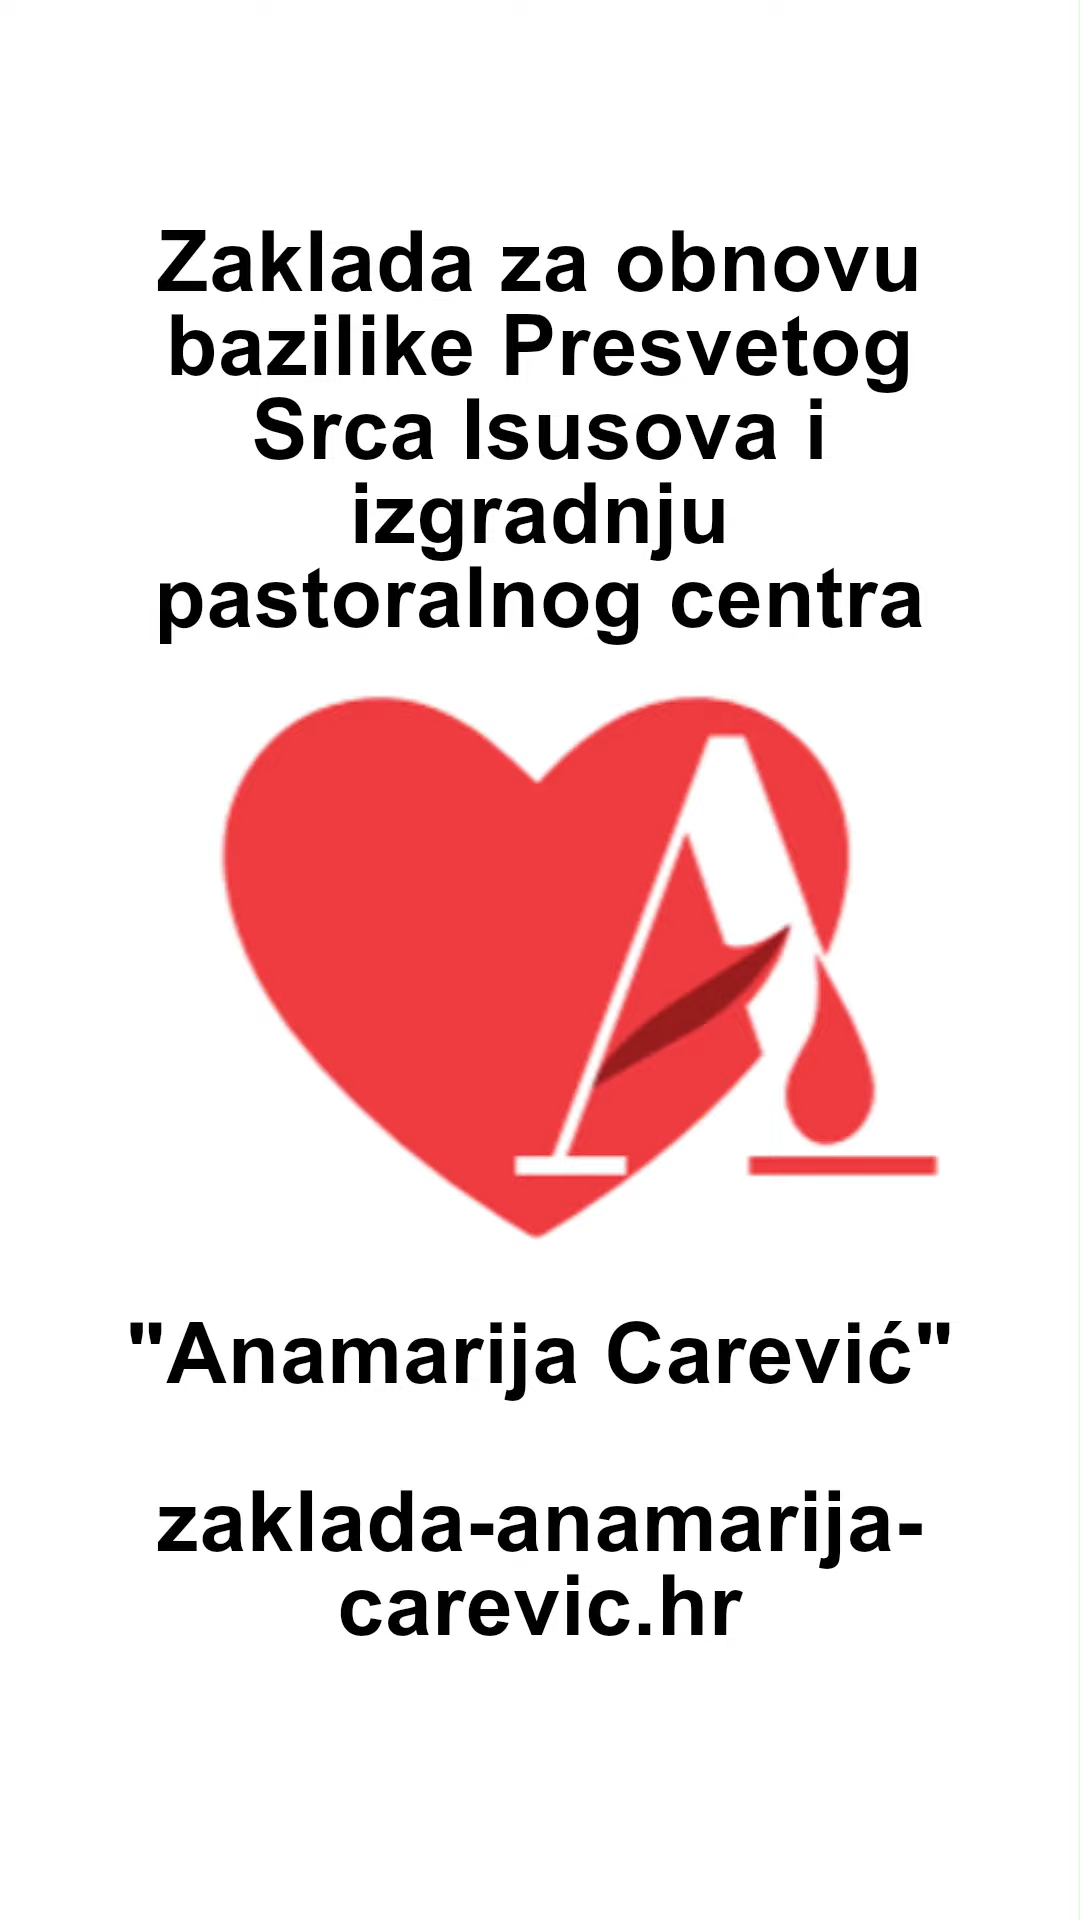 Zaklada za obnovu
bazilike Presvetog
Srca Isusova i
izgradnju
pastoralnog centra
A
"Anamarija Carević"
zaklada-anamarija-
carevic.hr